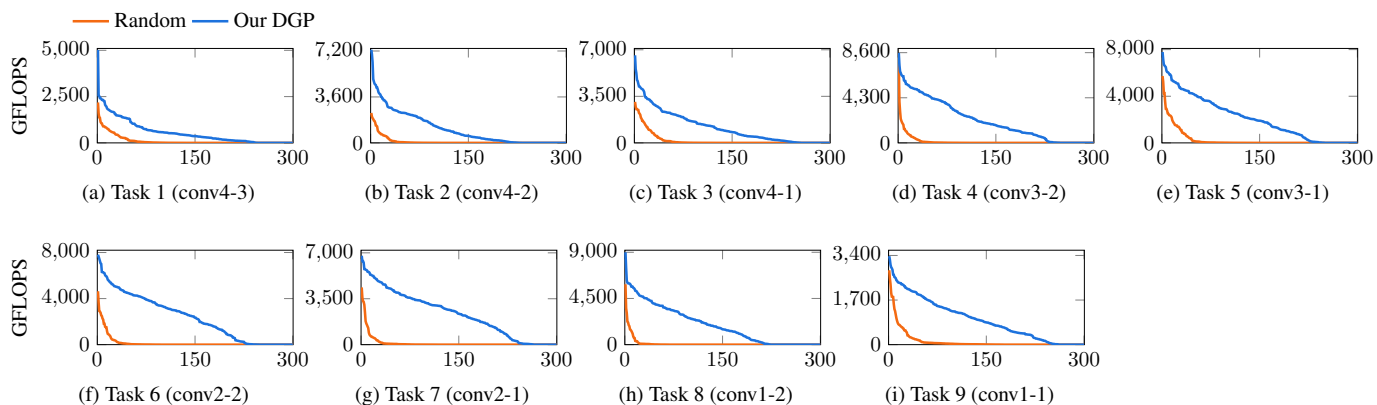 Random Our DGP
GFLOPS
5,000
2,500
0
0 150 300
(a) Task 1 (conv4-3)
7,200
3,600
0
0 150 300
(b) Task 2 (conv4-2)
7,000
3,500
0
0 150 300
(c) Task 3 (conv4-1)
8,600
4,300
0
0 150 300
(d) Task 4 (conv3-2)
8,000
4,000
0
0 150 300
(e) Task 5 (conv3-1)
GFLOPS
8,000
4,000
0
0 150 300
(f) Task 6 (conv2-2)
7,000
3,500
0
0 150 300
(g) Task 7 (conv2-1)
9,000
4,500
0
0 150 300
(h) Task 8 (conv1-2)
3,400
1,700
0
0 150 300
(i) Task 9 (conv1-1)